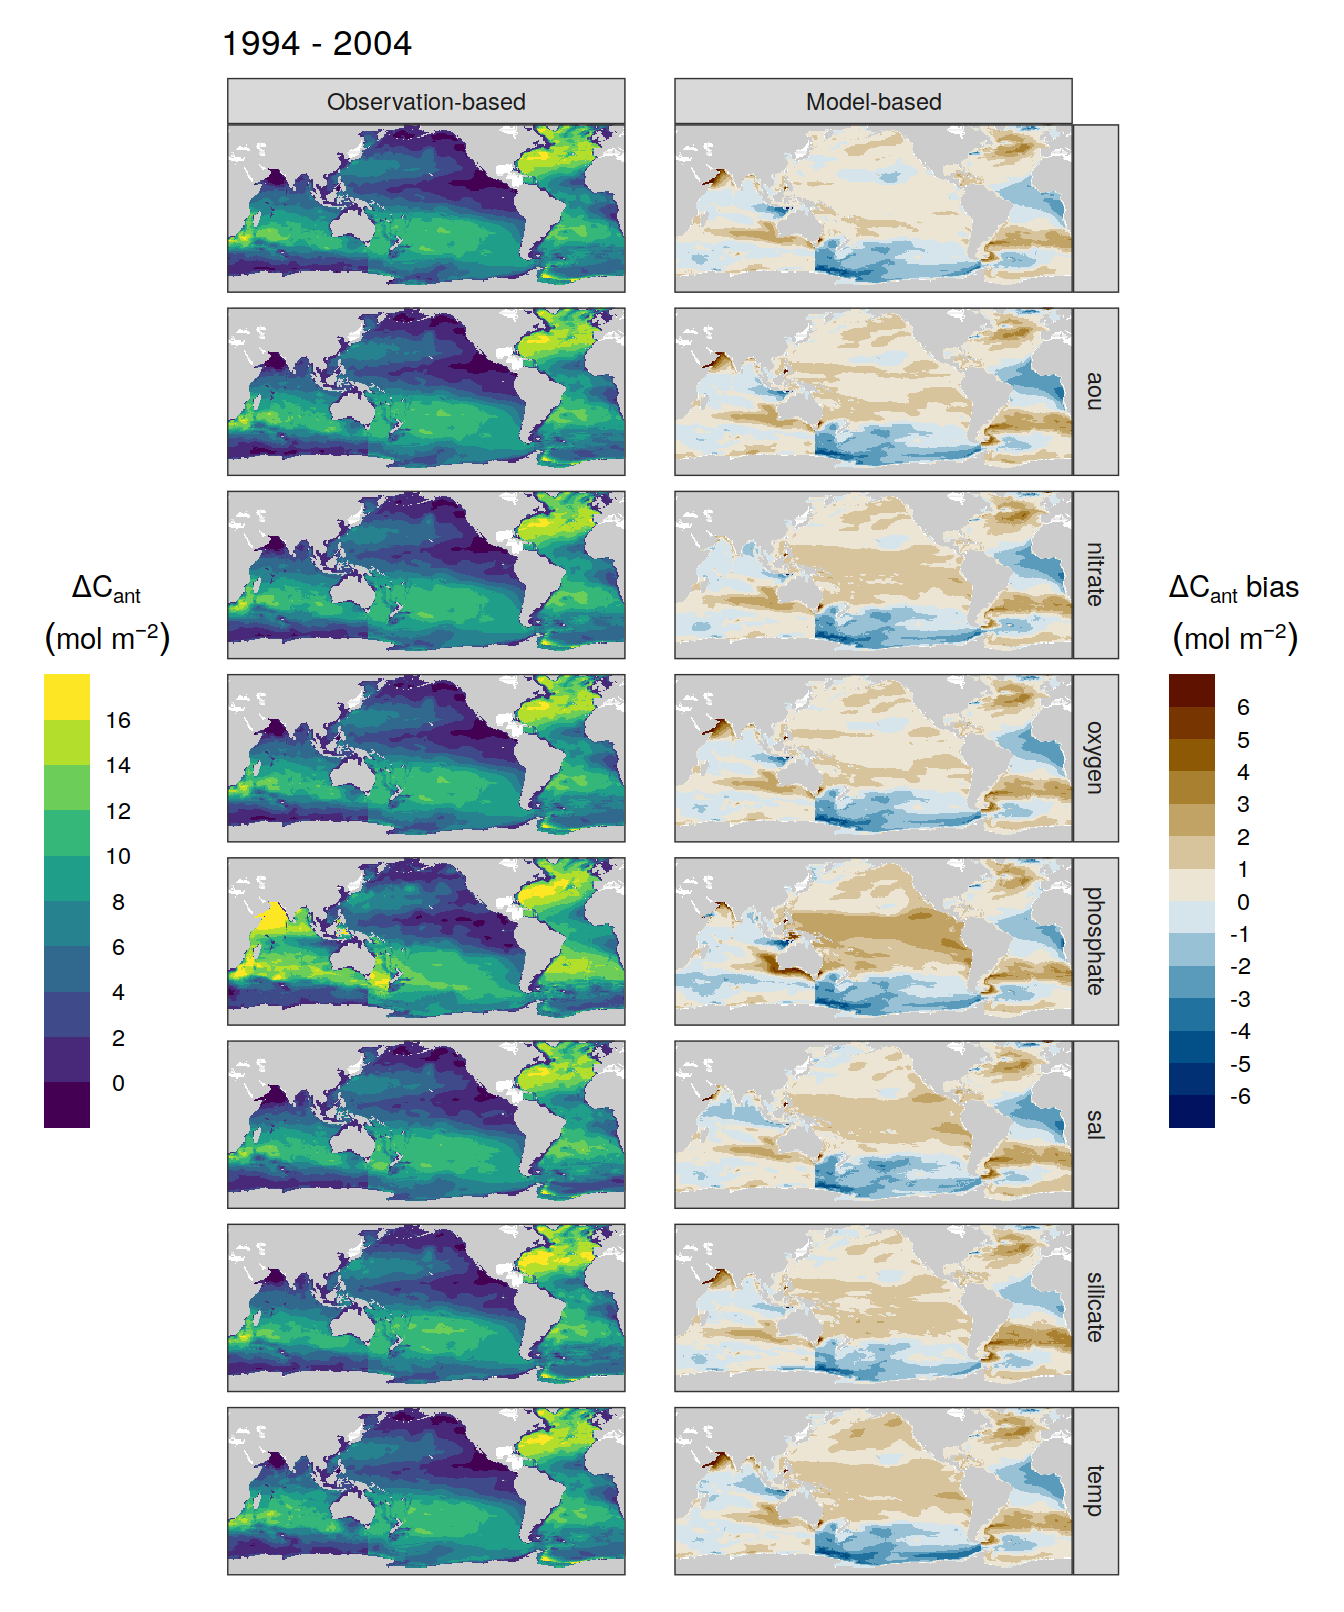 1994 - 2004
Observation-based
Model-based
aou
nitrate
oxygen
phosphate
sal
sillicate
temp
ΔCant
(mol m−2)
16
14
12
10
8
6
4
2
0
ΔCant bias
(mol m−2)
6
5
4
3
2
1
0
-1
-2
-3
-4
-5
-6